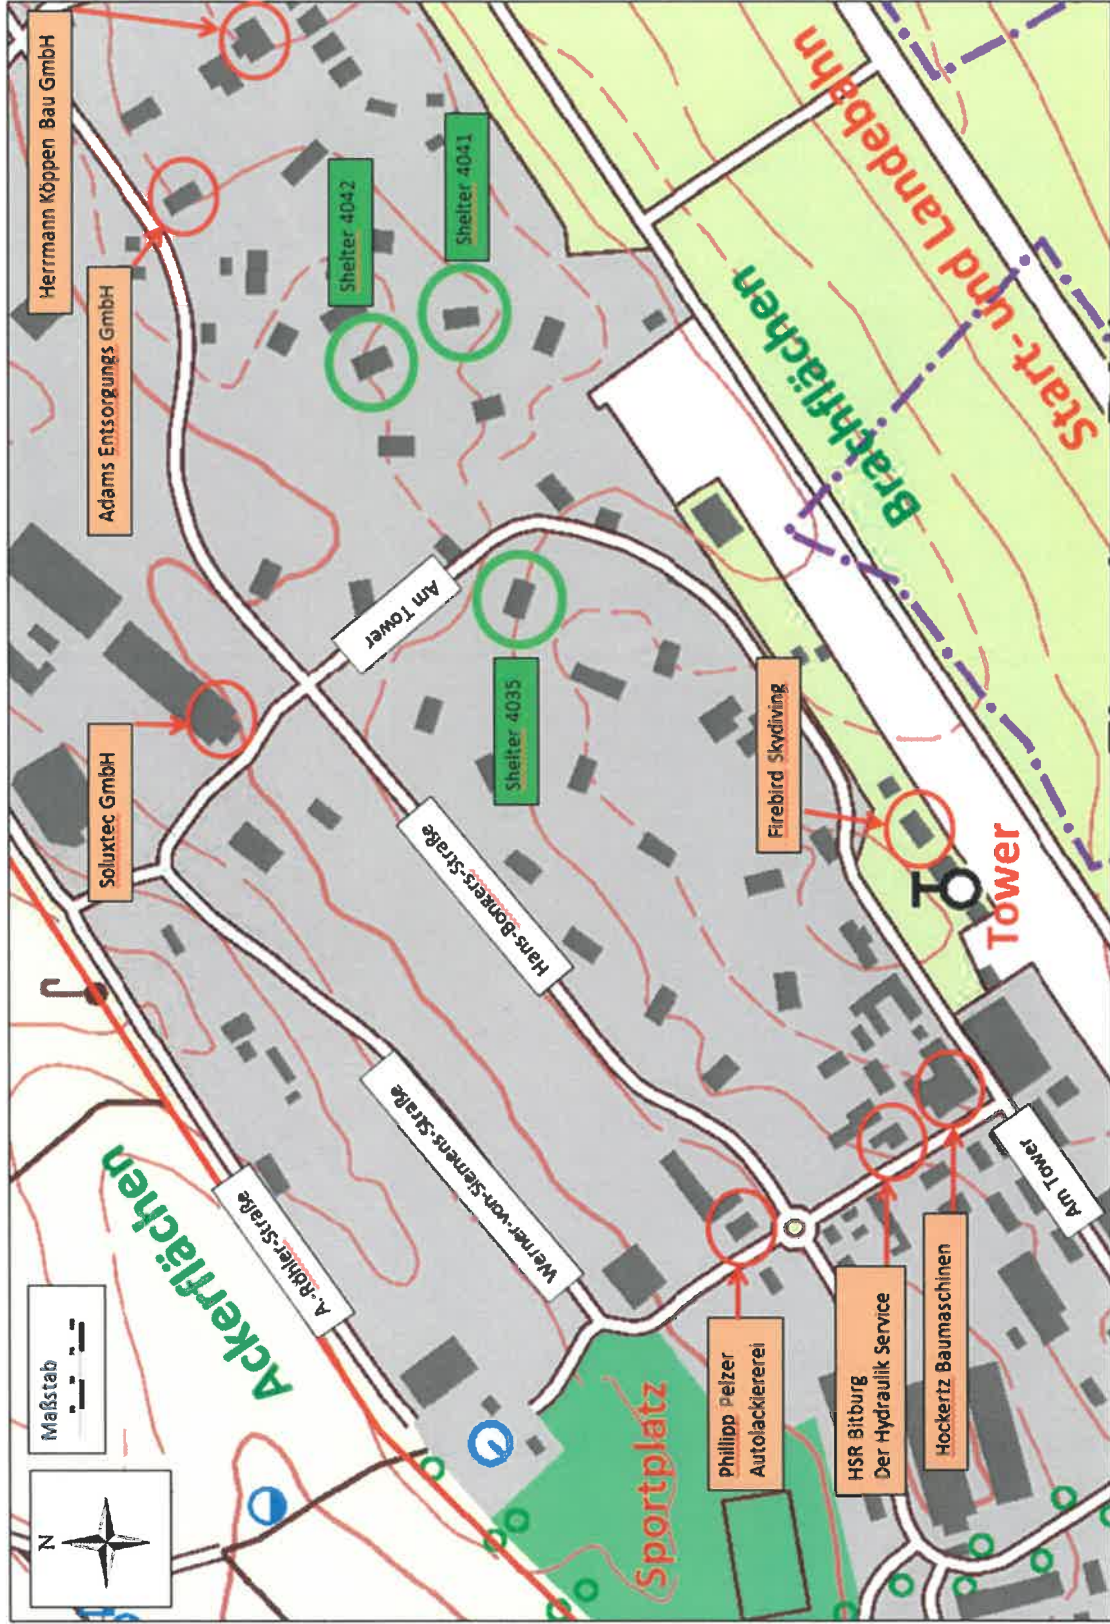 N
Maßstab
Ackerflächen
A.-Röhler-Straße
Soluxtec GmbH
Adams Entsorgungs GmbH
Herrmann Köppen Bau GmbH
Werner-von-Siemens-Straße
Hans-Bongers-Straße
Am Tower
Shelter 4042
Shelter 4041
Shelter 4035
Sportplatz
Phillipp Pelzer
Autolackiererei
HSR Bitburg
Der Hydraulik Service
Hockertz Baumaschinen
Am Tower
Firebird Skydiving
Tower
Brachflächen
Start- und Landebahn